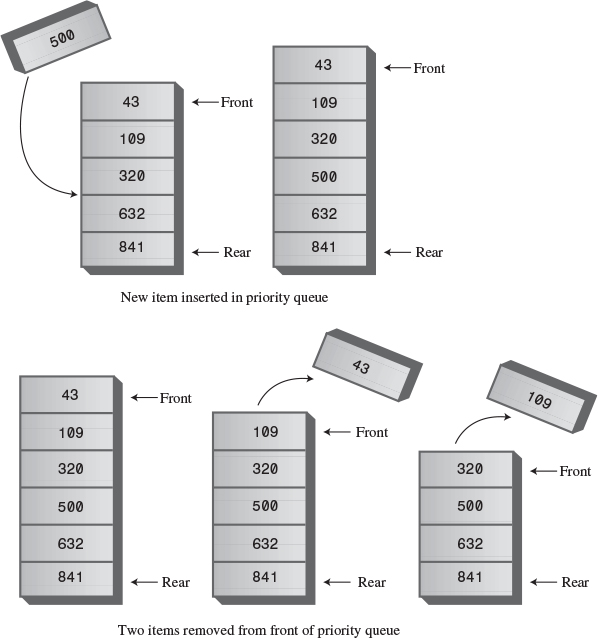 500
43
109
320
632
841
Front
Rear
43
109
320
500
632
841
Front
Rear
New item inserted in priority queue
43
109
320
500
632
841
Front
Rear
43
109
320
500
632
841
Front
Rear
109
320
500
632
841
Front
Rear
Two items removed from front of priority queue